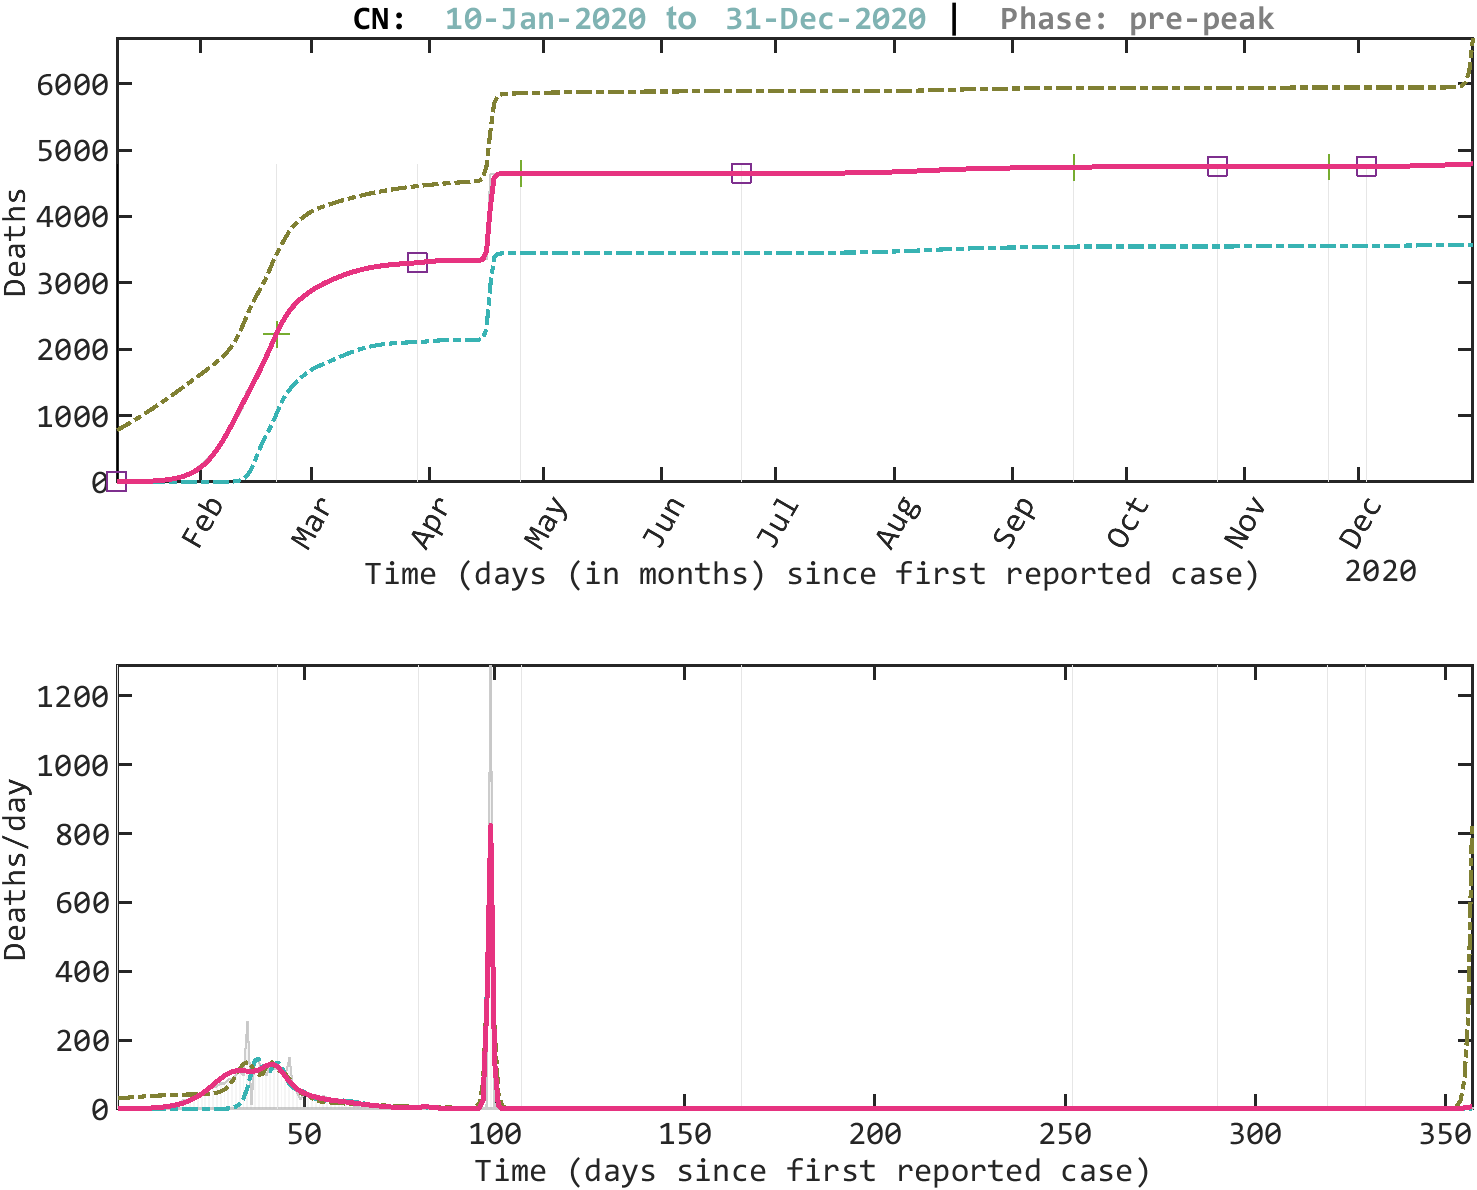 CN: 10-Jan-2020 to 31-Dec-2020 | Phase: pre-peak
6000
5000
4000
3000
2000
1000
0
Deaths
Feb Mar Apr May Jun Jul Aug Sep Oct Nov Dec
Time (days (in months) since first reported case)
2020
1200
1000
800
600
400
200
0
Deaths/day
50 100 150 200 250 300 350
Time (days since first reported case)